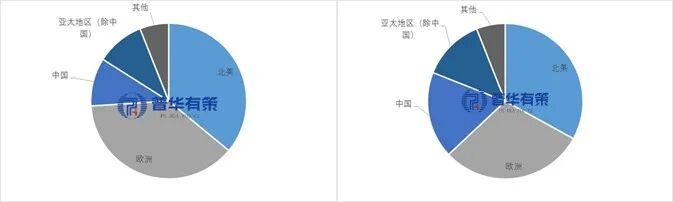 其他
亚太地区（除中
国）
中国
北美
欧洲
普华有策
其他
亚太地区（除中
国）
中国
北美
欧洲
普华有策